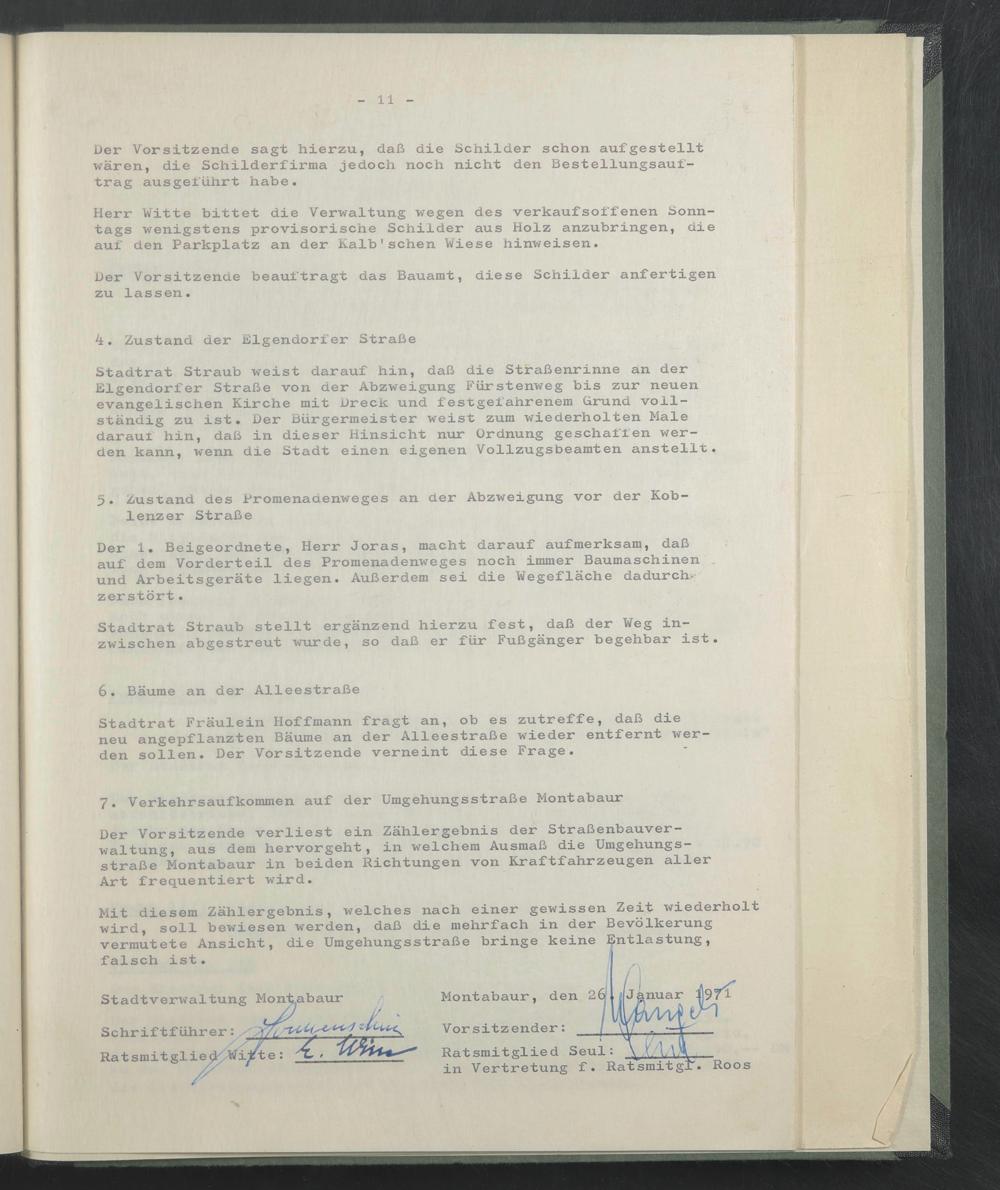 - 11 -
Der Vorsitzende sagt hierzu, daß die Schilder schon aufgestellt
wären, die Schilderfirma jedoch noch nicht den Bestellungsauf-
trag ausgeführt habe.
Herr Witte bittet die Verwaltung wegen des verkaufsoffenen Sonn-
tags wenigstens provisorische Schilder aus Holz anzubringen, die
auf den Parkplatz an der Kalb'schen Wiese hinweisen.
Der Vorsitzende beauftragt das Bauamt, diese Schilder anfertigen
zu lassen.
4. Zustand der Elgendorfer Straße
Stadtrat Straub weist darauf hin, daß die Straßenrinne an der
Elgendorfer Straße von der Abzweigung Fürstenweg bis zur neuen
evangelischen Kirche mit Dreck und festgefahrenem Grund voll-
ständig zu ist. Der Bürgermeister weist zum wiederholten Male
darauf hin, daß in dieser Hinsicht nur Ordnung geschaffen wer-
den kann, wenn die Stadt einen eigenen Vollzugsbeamten anstellt.
5. Zustand des Promenadenweges an der Abzweigung vor der Kob-
lenzer Straße
Der 1. Beigeordnete, Herr Joras, macht darauf aufmerksam, daß
auf dem Vorderteil des Promenadenweges noch immer Baumaschinen
und Arbeitsgeräte liegen. Außerdem sei die Wegefläche dadurch
zerstört.
Stadtrat Straub stellt ergänzend hierzu fest, daß der Weg in-
zwischen abgestreut wurde, so daß er für Fußgänger begehbar ist.
6. Bäume an der Alleestraße
Stadtrat Fräulein Hoffmann fragt an, ob es zutreffe, daß die
neu angepflanzten Bäume an der Alleestraße wieder entfernt wer-
den sollen. Der Vorsitzende verneint diese Frage.
7. Verkehrsaufkommen auf der Umgehungsstraße Montabaur
Der Vorsitzende verliest ein Zählergebnis der Straßenbauver-
waltung, aus dem hervorgeht, in welchem Ausmaß die Umgehungs-
straße Montabaur in beiden Richtungen von Kraftfahrzeugen aller
Art frequentiert wird.
Mit diesem Zählergebnis, welches nach einer gewissen Zeit wiederholt
wird, soll bewiesen werden, daß die mehrfach in der Bevölkerung
vermutete Ansicht, die Umgehungsstraße bringe keine Entlastung,
falsch ist.
Stadtverwaltung Montabaur
Montabaur, den 26. Januar 1971
Schriftführer:
Vorsitzender:
Ratsmitglied Witte:
Ratsmitglied Seul:
in Vertretung f. Ratsmitgl. Roos